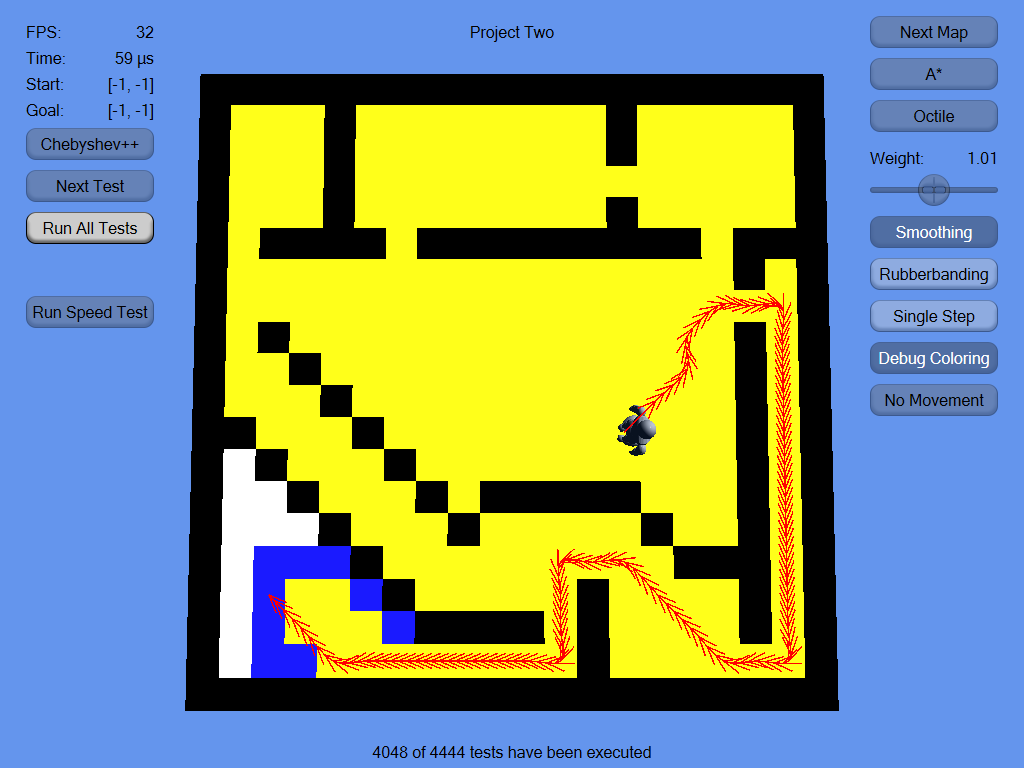 FPS: 32
Time: 59 µs
Start: [-1, -1]
Goal: [-1, -1]
Chebyshev++
Next Test
Run All Tests
Run Speed Test
Project Two
Next Map
A*
Octile
Weight: 1.01
Smoothing
Rubberbanding
Single Step
Debug Coloring
No Movement
4048 of 4444 tests have been executed